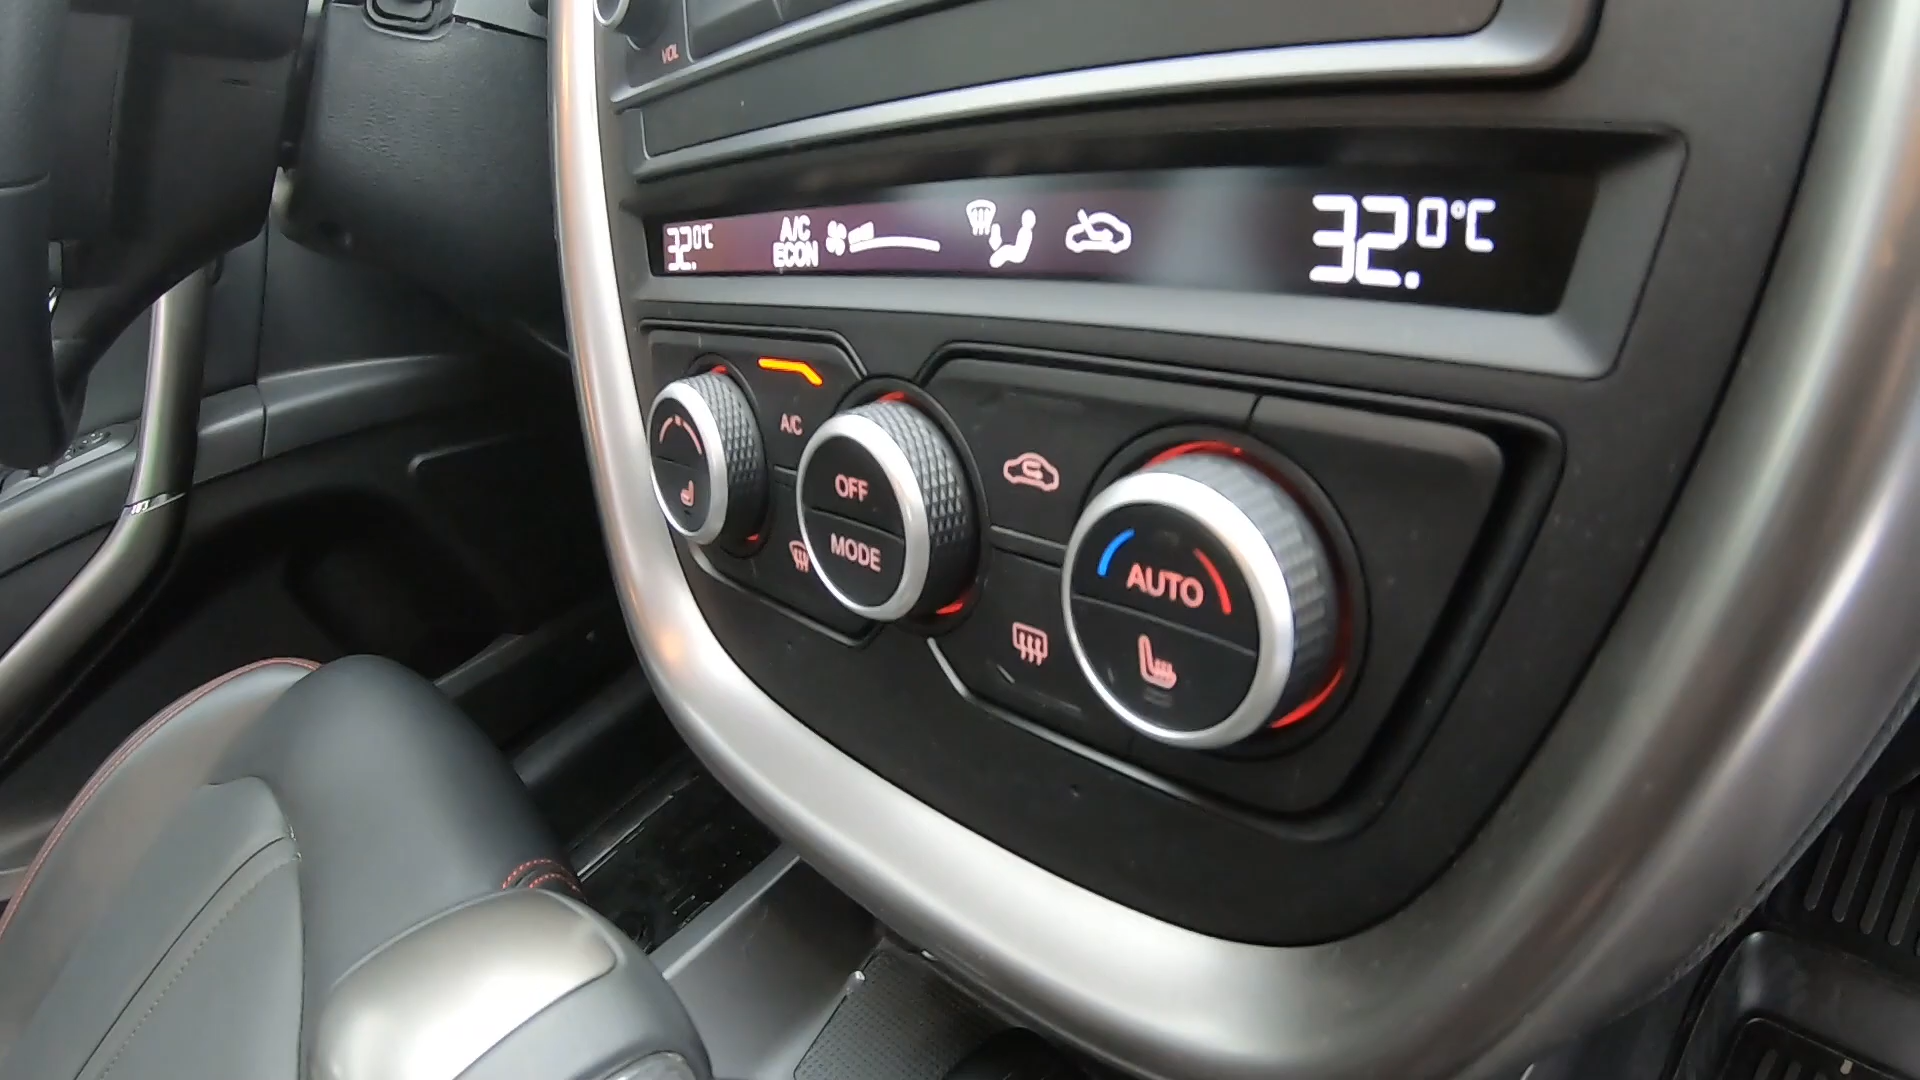 VOL
32.0°C
A/C
ECON
32.0°C
A/C
OFF
MODE
AUTO